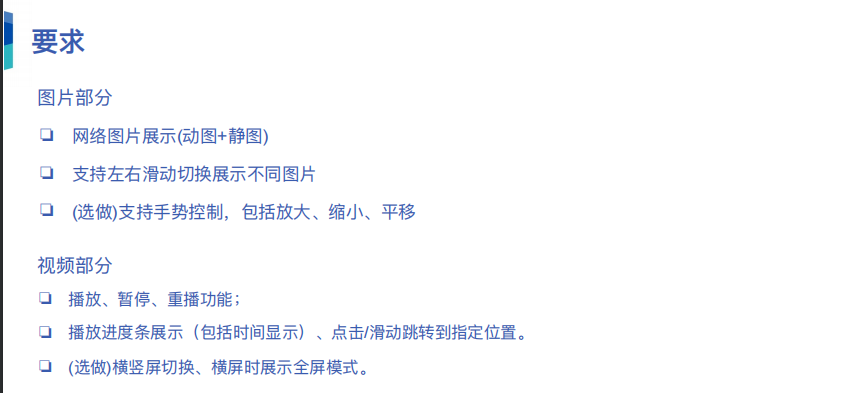 要求
图片部分
❏ 网络图片展示(动图+静图)
❏ 支持左右滑动切换展示不同图片
❏ (选做)支持手势控制，包括放大、缩小、平移
视频部分
❏ 播放、暂停、重播功能；
❏ 播放进度条展示（包括时间显示）、点击/滑动跳转到指定位置。
❏ (选做)横竖屏切换、横屏时展示全屏模式。